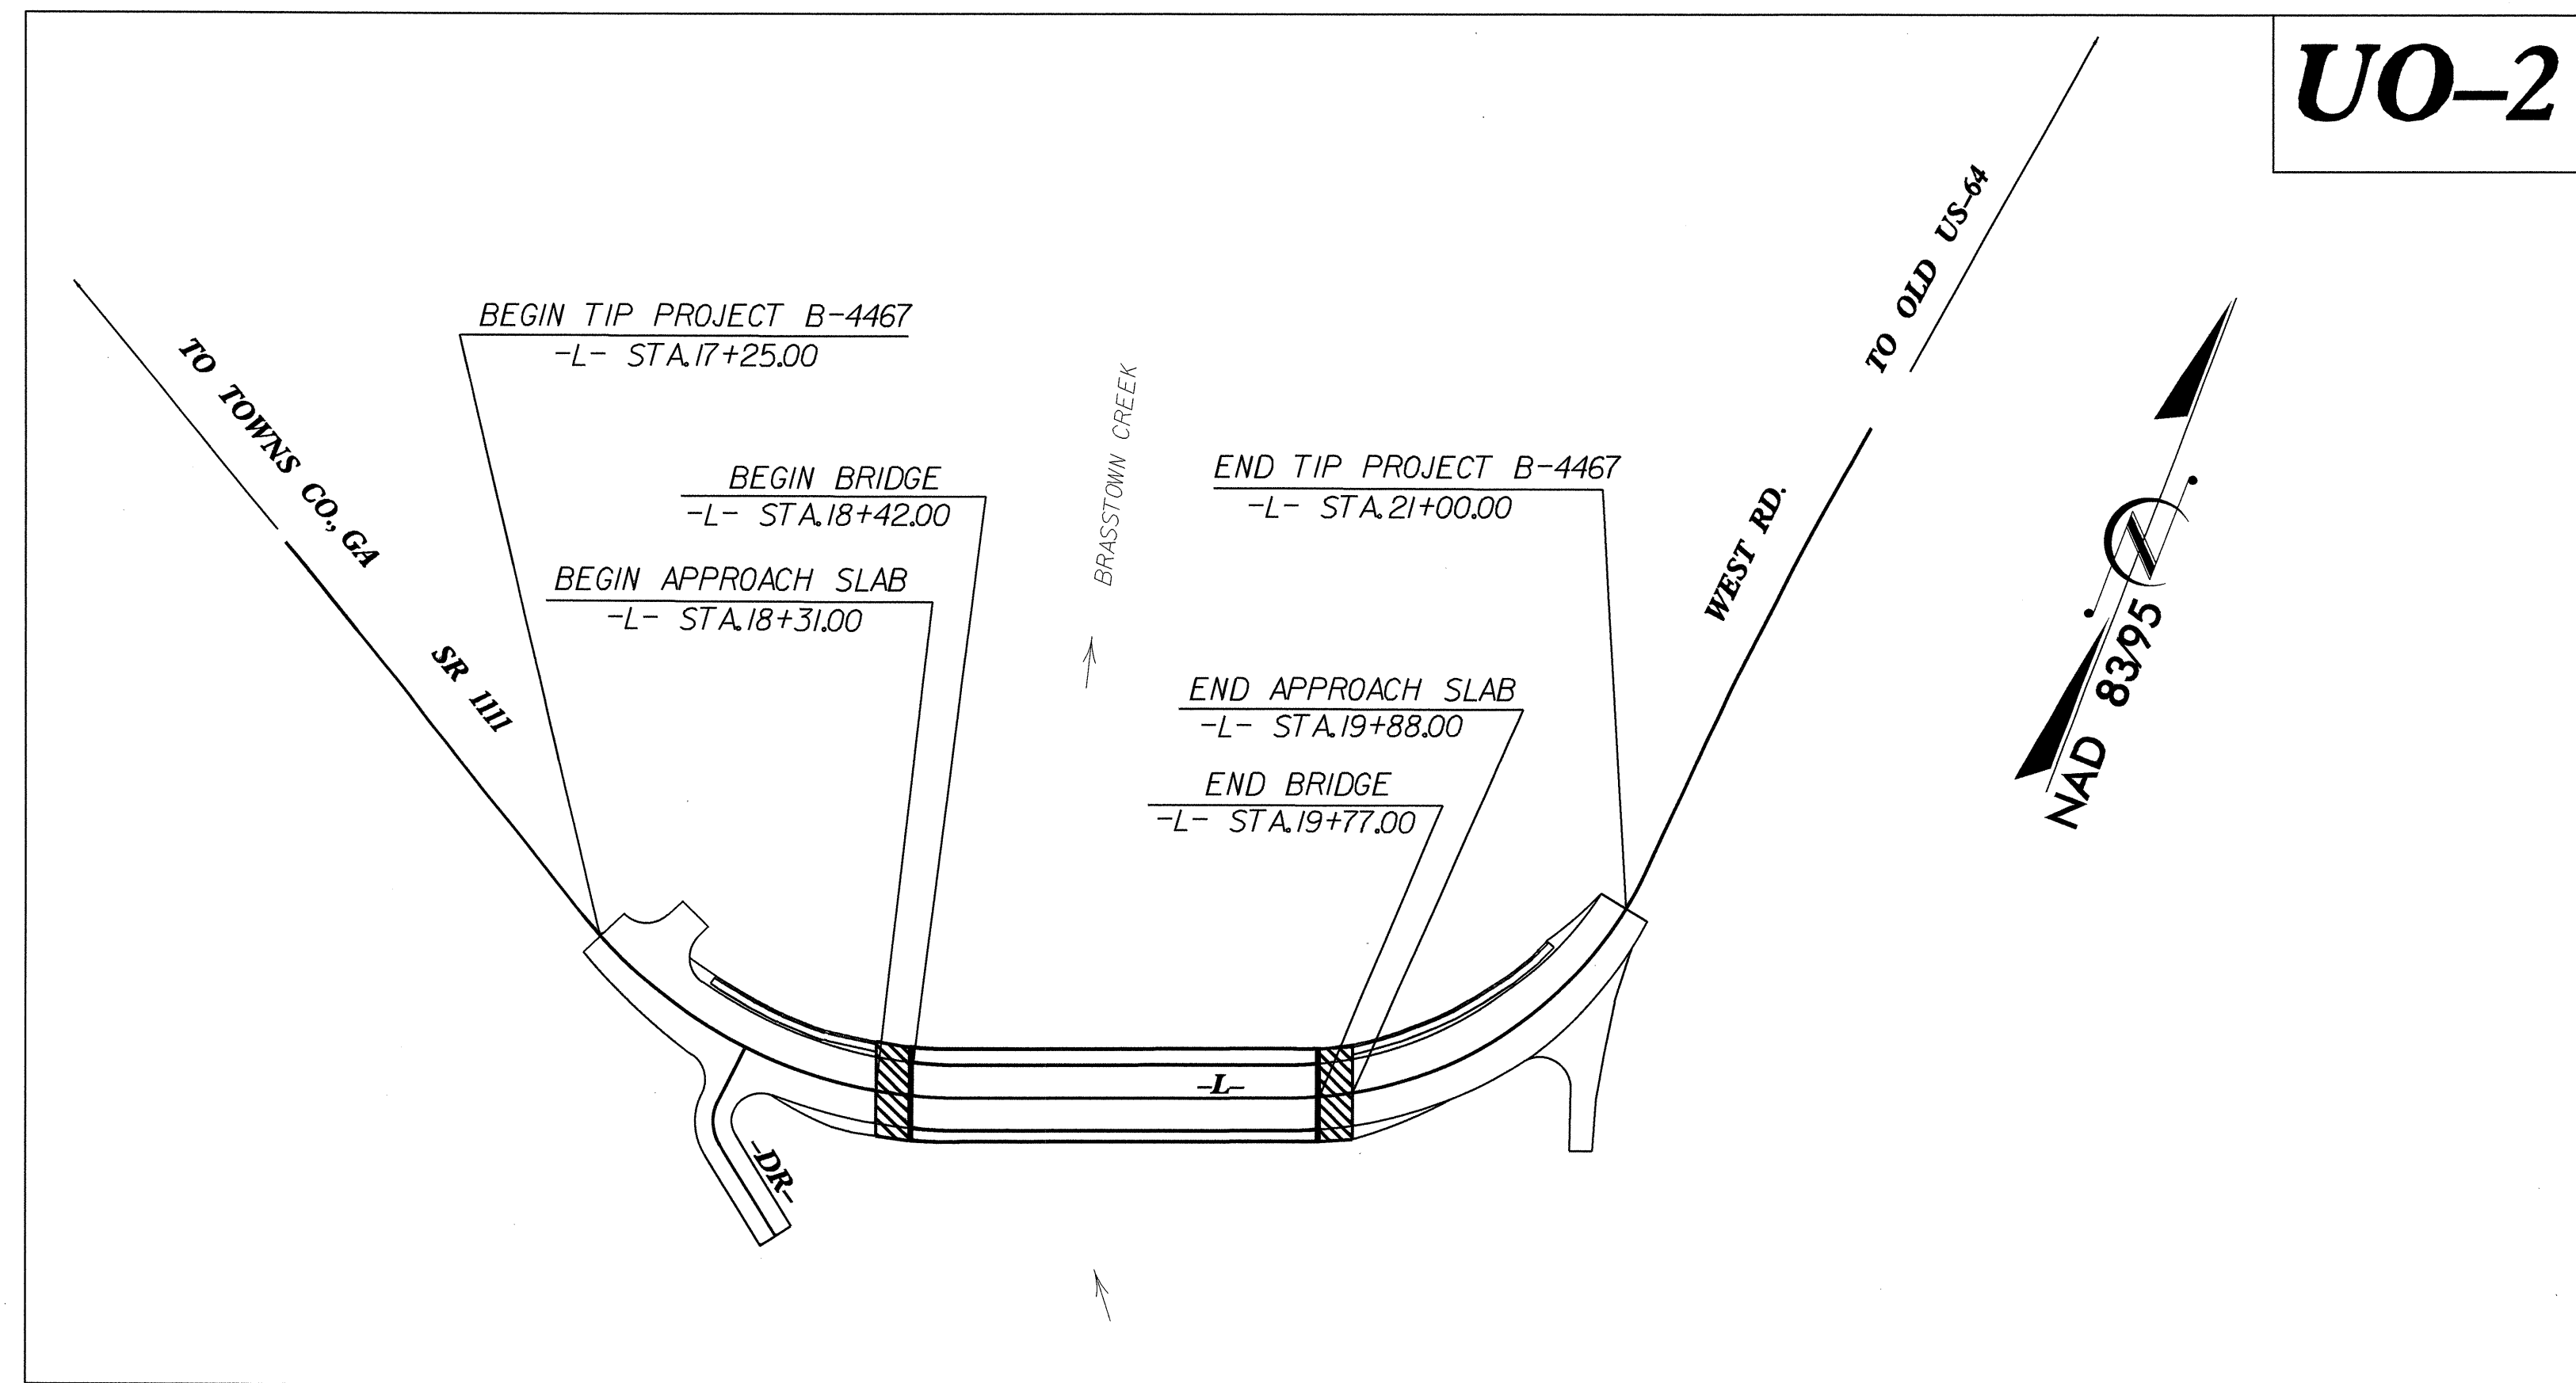 UO-2
TO OLD US-64
BEGIN TIP PROJECT B-4467
-L- STA.17+25.00
TO TOWNS CO., GA
BRASSTOWN CREEK
BEGIN BRIDGE
-L- STA.18+42.00
END TIP PROJECT B-4467
-L- STA.21+00.00
WEST RD.
BEGIN APPROACH SLAB
-L- STA.18+31.00
N
NAD 83/95
SR 1111
END APPROACH SLAB
-L- STA.19+88.00
END BRIDGE
-L- STA.19+77.00
-L-
-DR-